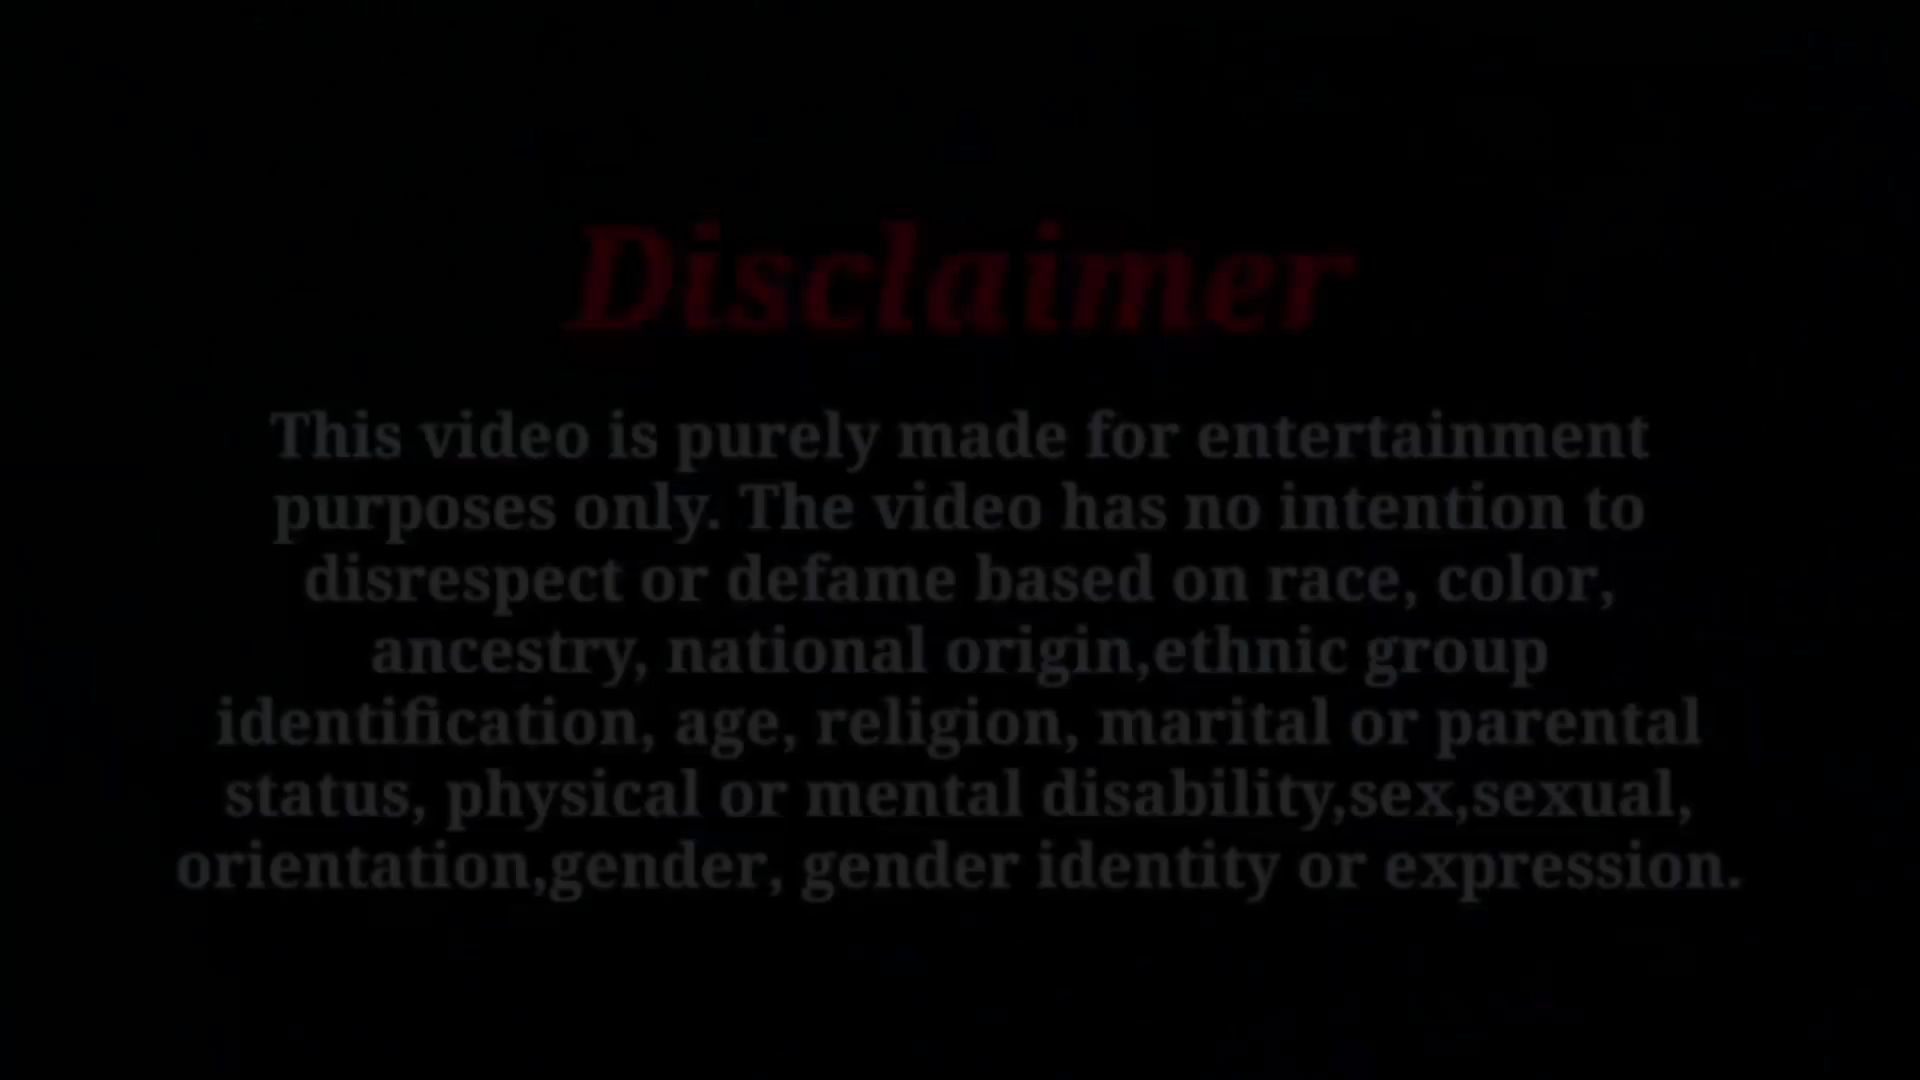 Disclaimer
This video is purely made for entertainment
purposes only. The video has no intention to
disrespect or defame based on race, color,
ancestry, national origin,ethnic group
identification, age, religion, marital or parental
status, physical or mental disability,sex,sexual,
orientation,gender, gender identity or expression.